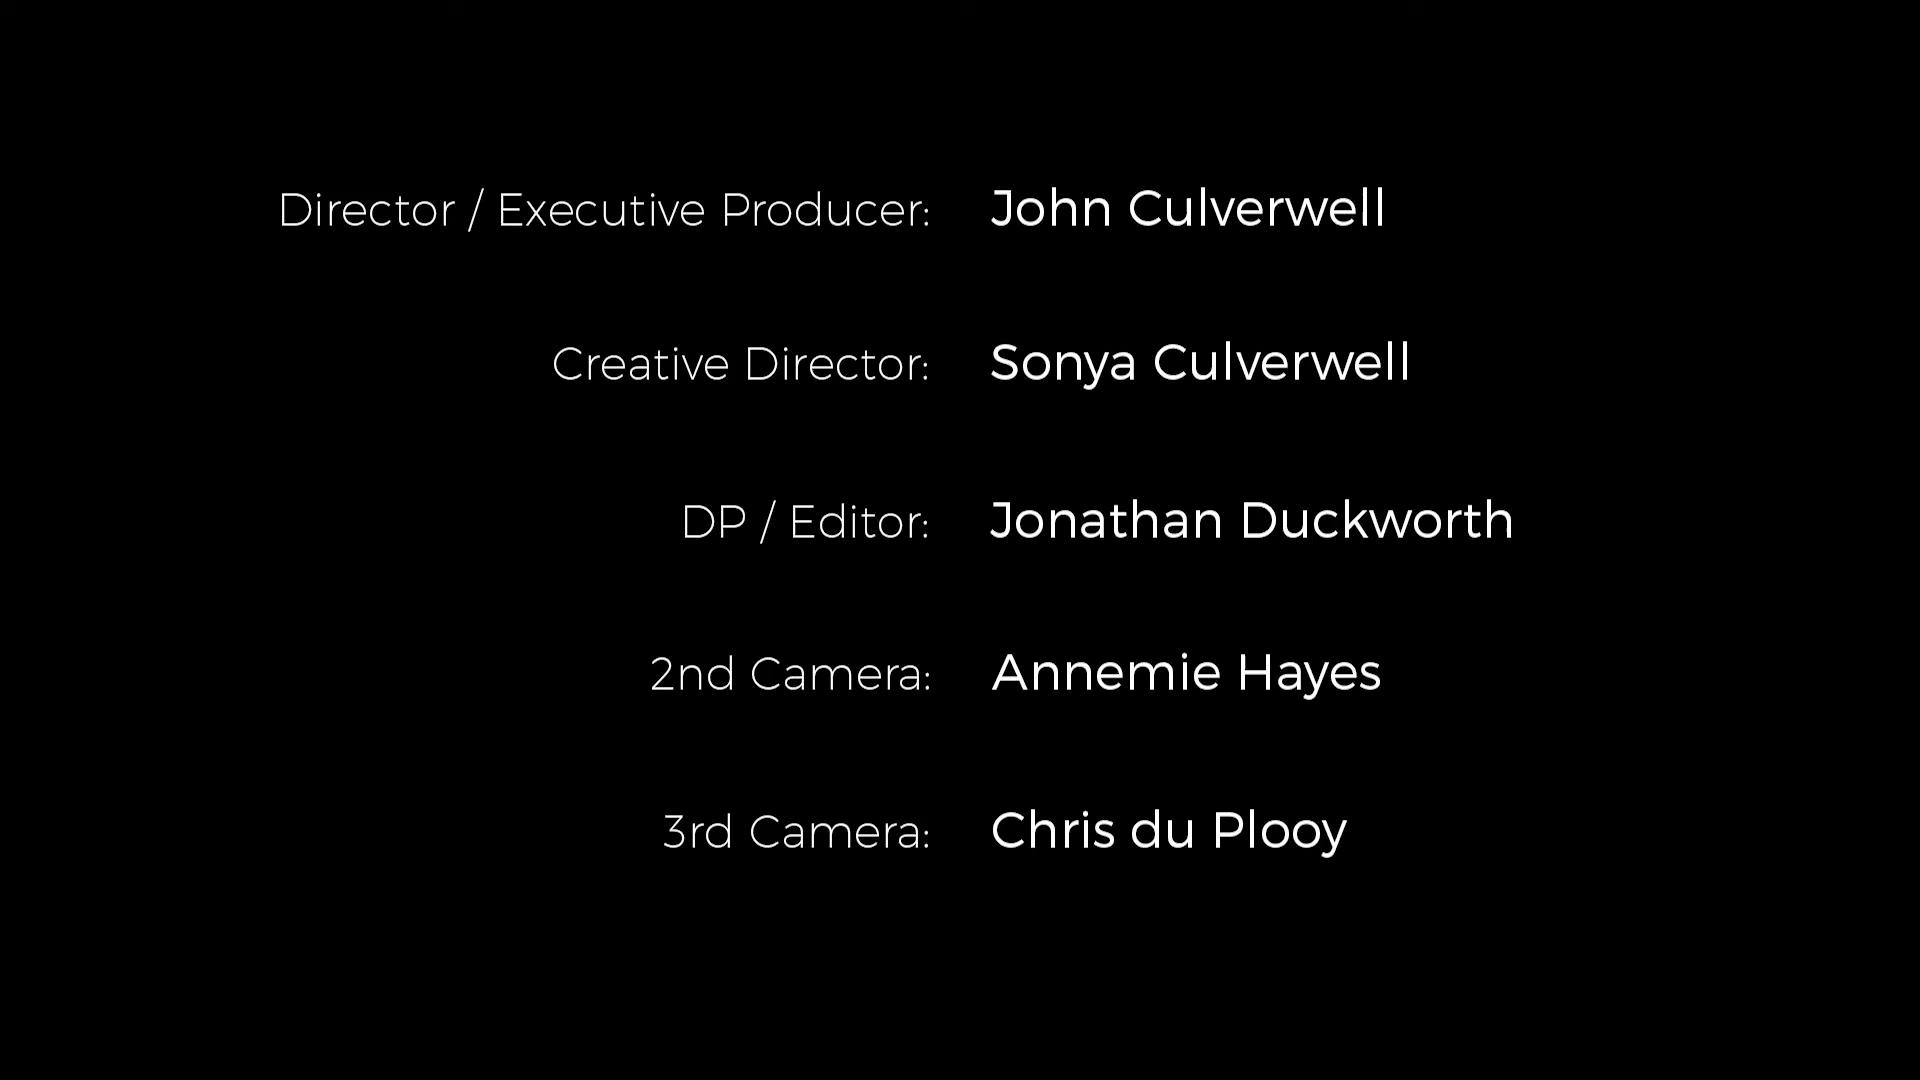 Director / Executive Producer: John Culverwell
Creative Director: Sonya Culverwell
DP / Editor: Jonathan Duckworth
2nd Camera: Annemie Hayes
3rd Camera: Chris du Plooy